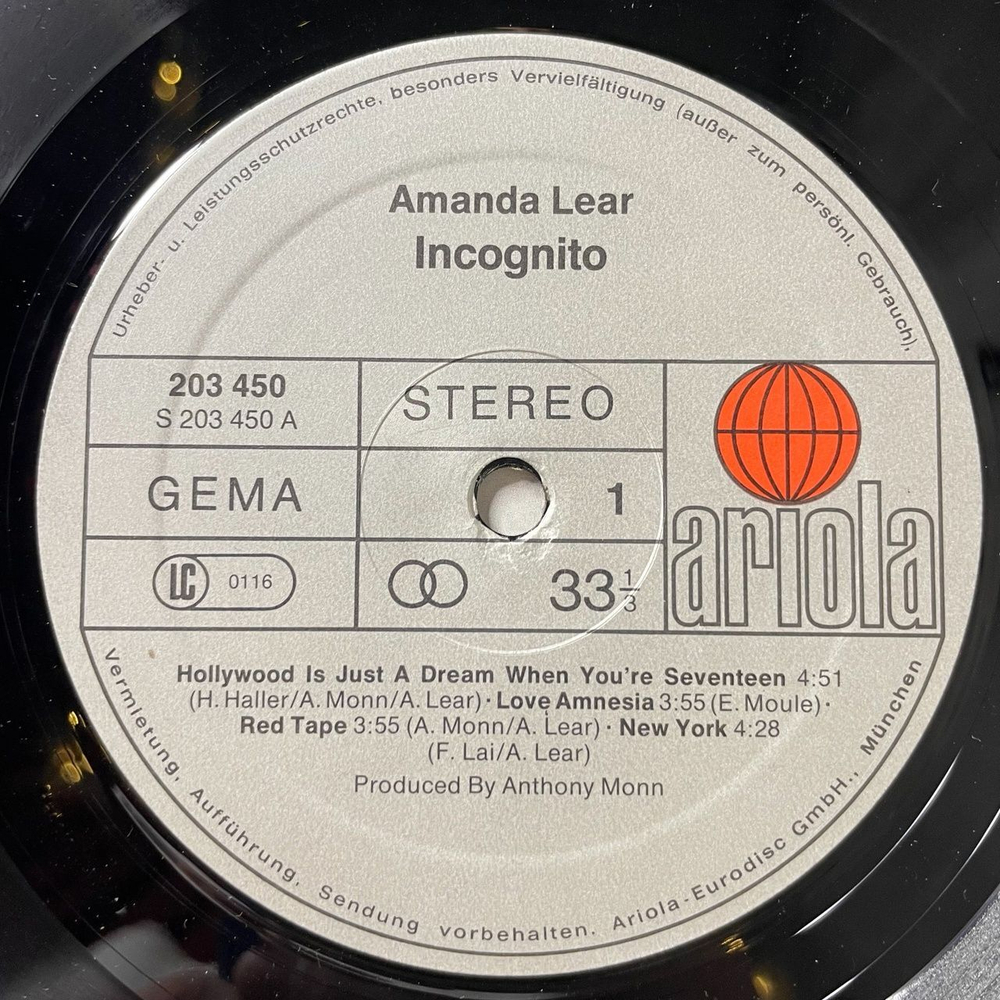 Urheber- u. Leistungsschutzrechte, besonders Vervielfältigung (außer zum persönl. Gebrauch),
Amanda Lear
Incognito
203 450
S 203 450 A
STEREO
GEMA
1
LC 0116
33 1/3
ariola
Hollywood Is Just A Dream When You're Seventeen 4:51
(H. Haller/A. Monn/A. Lear) · Love Amnesia 3:55 (E. Moule) ·
Red Tape 3:55 (A. Monn/A. Lear) · New York 4:28
(F. Lai/A. Lear)
Produced By Anthony Monn
Vermietung, Aufführung, Sendung vorbehalten. Ariola-Eurodisc GmbH., München